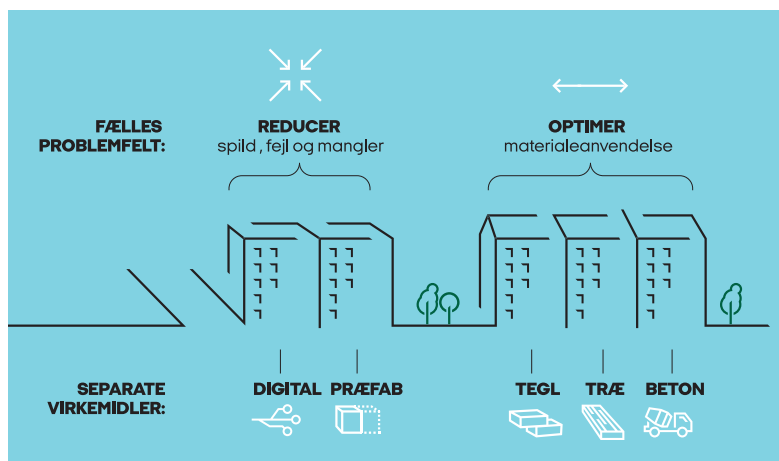 FÆLLES
PROBLEMFELT:
REDUCER
spild, fejl og mangler
OPTIMER
materialeanvendelse
SEPARATE
VIRKEMIDLER:
DIGITAL
PRÆFAB
TEGL
TRÆ
BETON